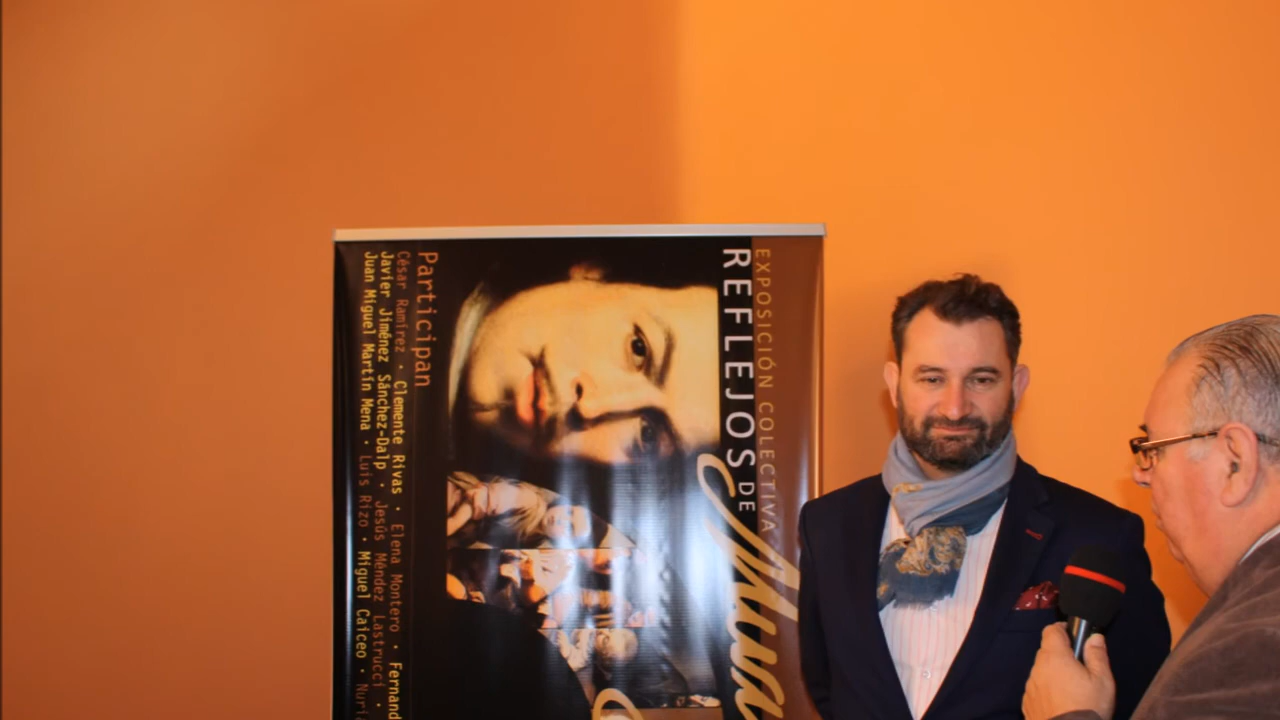 EXPOSICIÓN COLECTIVA
REFLEJOS DE
Participan
César Ramírez · Clemente Rivas · Elena Montero · Fernand
Javier Jiménez Sánchez-Dalp · Jesús Méndez Lastrucci ·
Juan Miguel Martín Mena · Luis Rizo · Miguel Caiceo ·